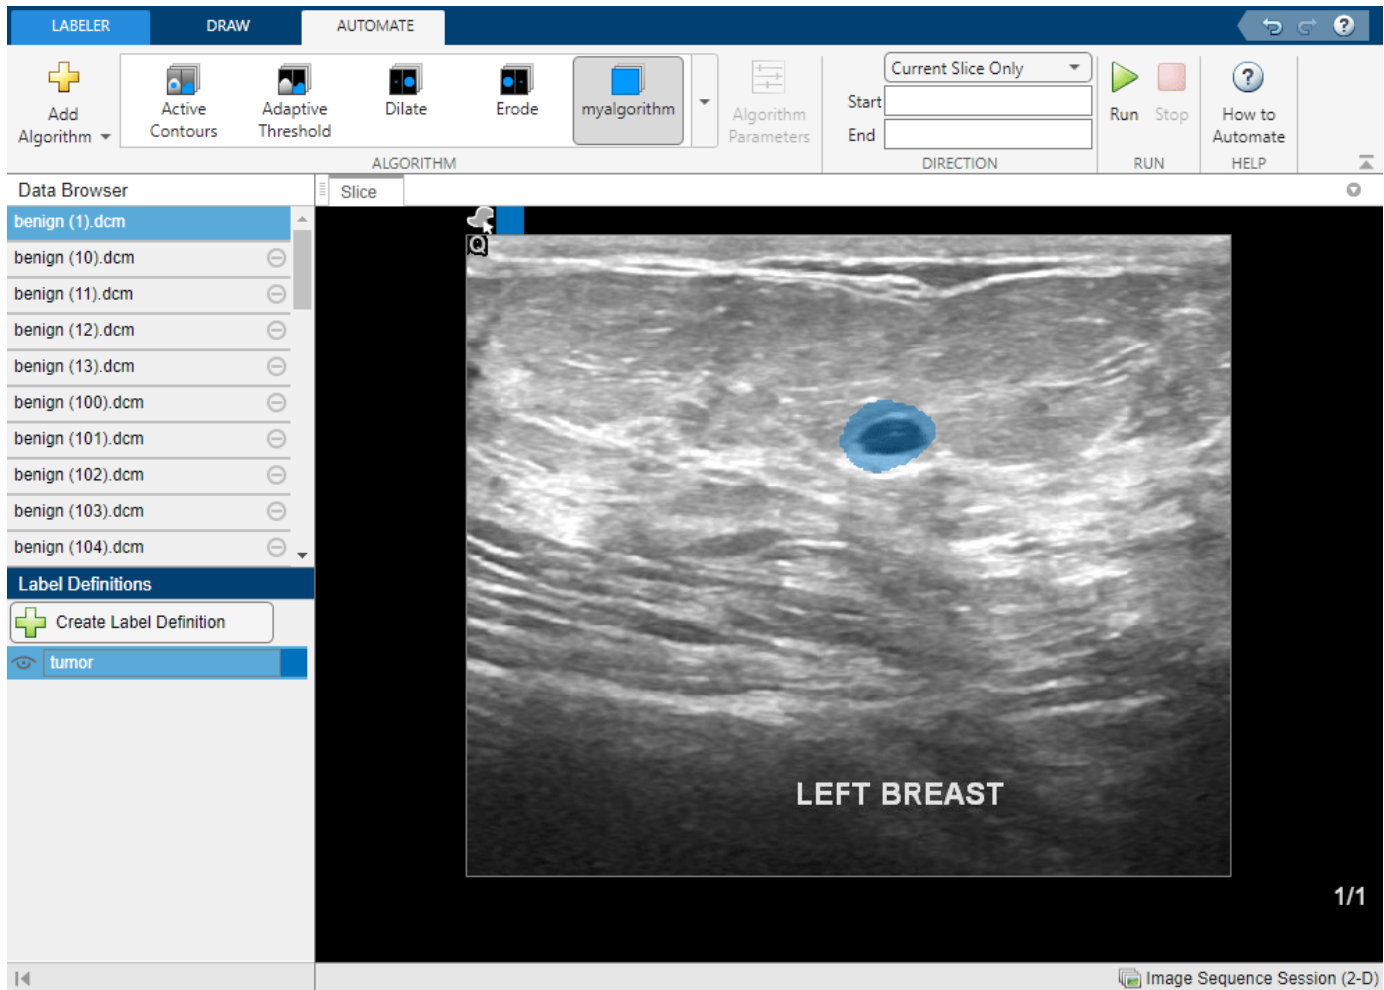 LABELER DRAW AUTOMATE
Add Algorithm
Active Contours
Adaptive Threshold
Dilate
Erode
myalgorithm
Algorithm Parameters
Current Slice Only
Start
End
Run
Stop
How to Automate
ALGORITHM DIRECTION RUN HELP
Data Browser
Slice
benign (1).dcm
benign (10).dcm
benign (11).dcm
benign (12).dcm
benign (13).dcm
benign (100).dcm
benign (101).dcm
benign (102).dcm
benign (103).dcm
benign (104).dcm
Label Definitions
Create Label Definition
tumor
Q
LEFT BREAST
1/1
Image Sequence Session (2-D)